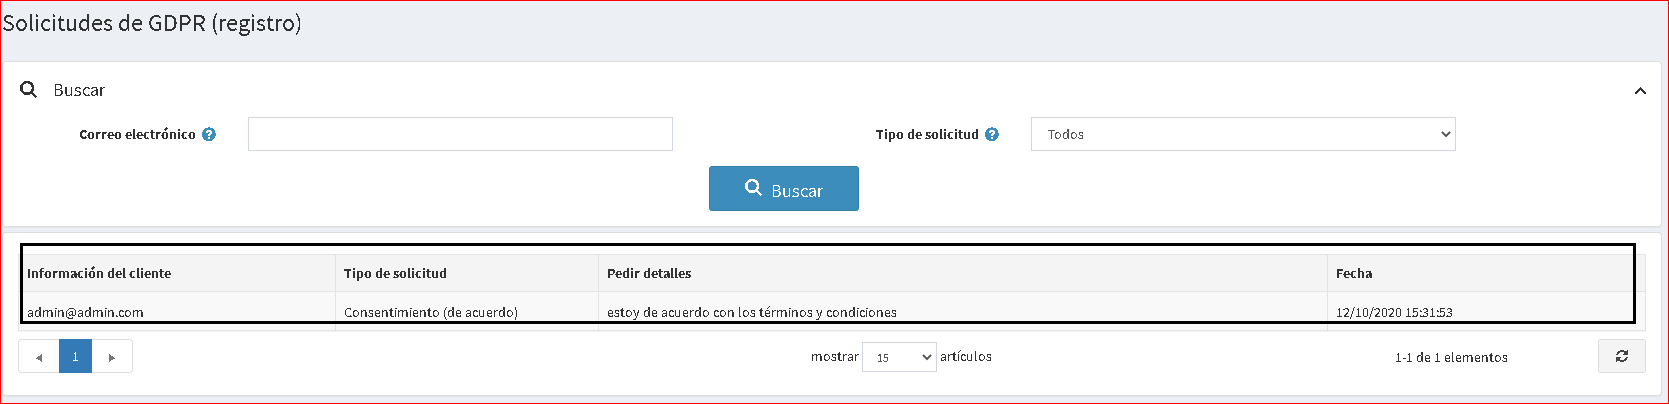 Solicitudes de GDPR (registro)
Buscar
Correo electrónico
Tipo de solicitud
Todos
Buscar
Información del cliente Tipo de solicitud Pedir detalles Fecha
admin@admin.com Consentimiento (de acuerdo) estoy de acuerdo con los términos y condiciones 12/10/2020 15:31:53
1 mostrar 15 artículos 1-1 de 1 elementos